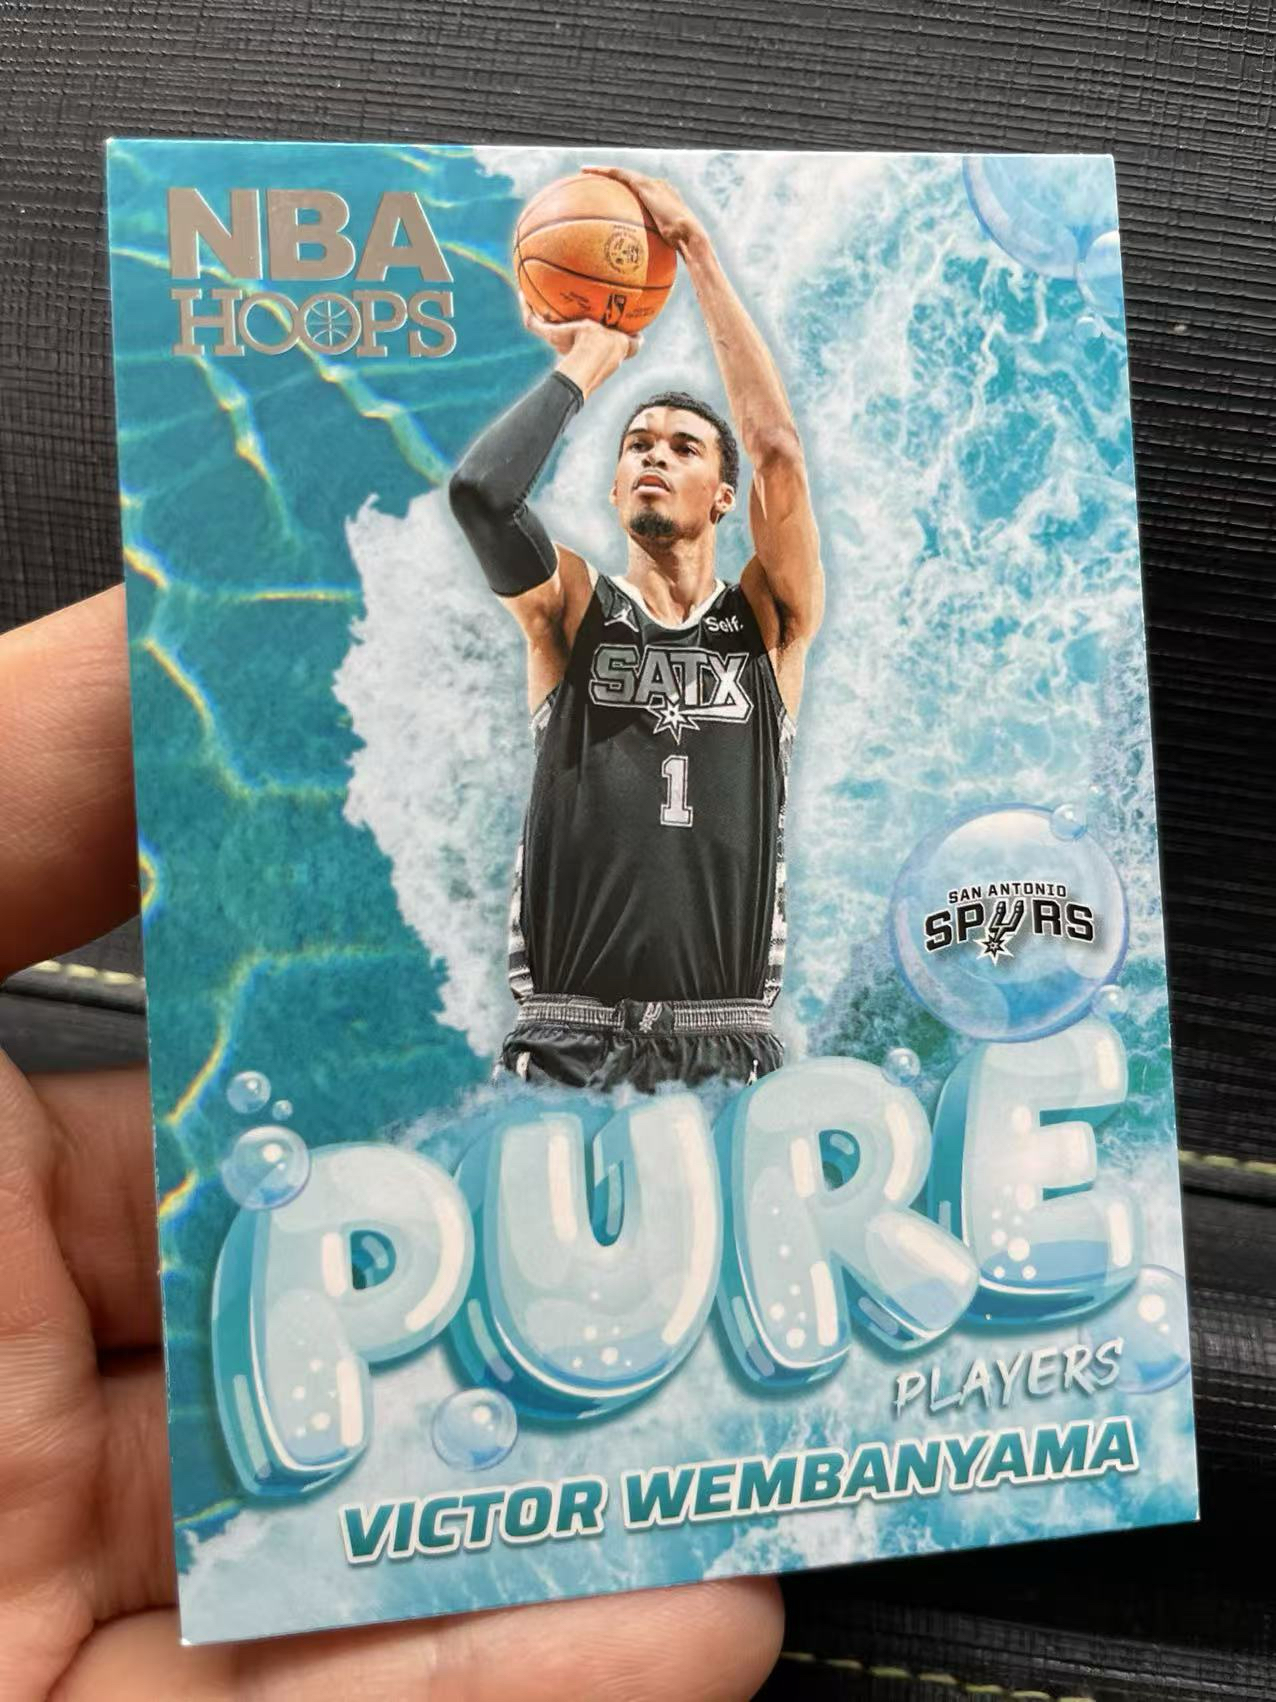 NBA
HOOPS
Self.
SATX
1
SAN ANTONIO
SPURS
PURE
PLAYERS
VICTOR WEMBANYAMA